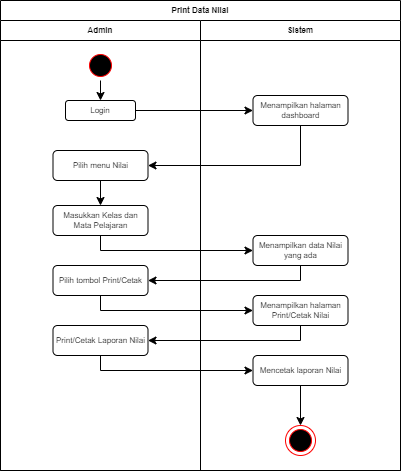 Print Data Nilai
Admin
Sistem
Login
Menampilkan halaman
dashboard
Pilih menu Nilai
Masukkan Kelas dan
Mata Pelajaran
Menampilkan data Nilai
yang ada
Pilih tombol Print/Cetak
Menampilkan halaman
Print/Cetak Nilai
Print/Cetak Laporan Nilai
Mencetak laporan Nilai